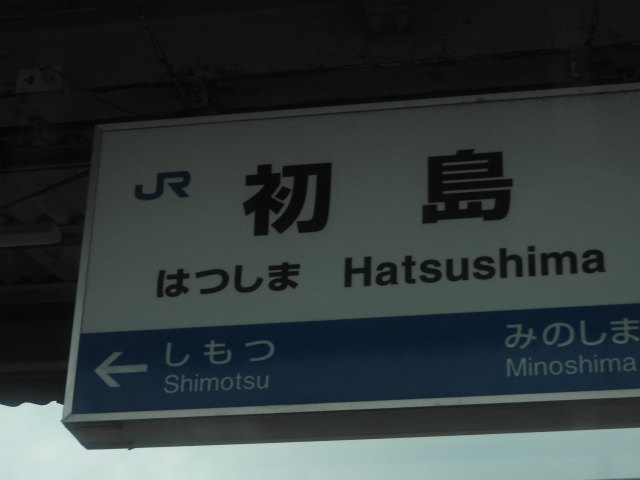 JR 初島
はつしま Hatsushima
← しもつ みのしま
Shimotsu Minoshima